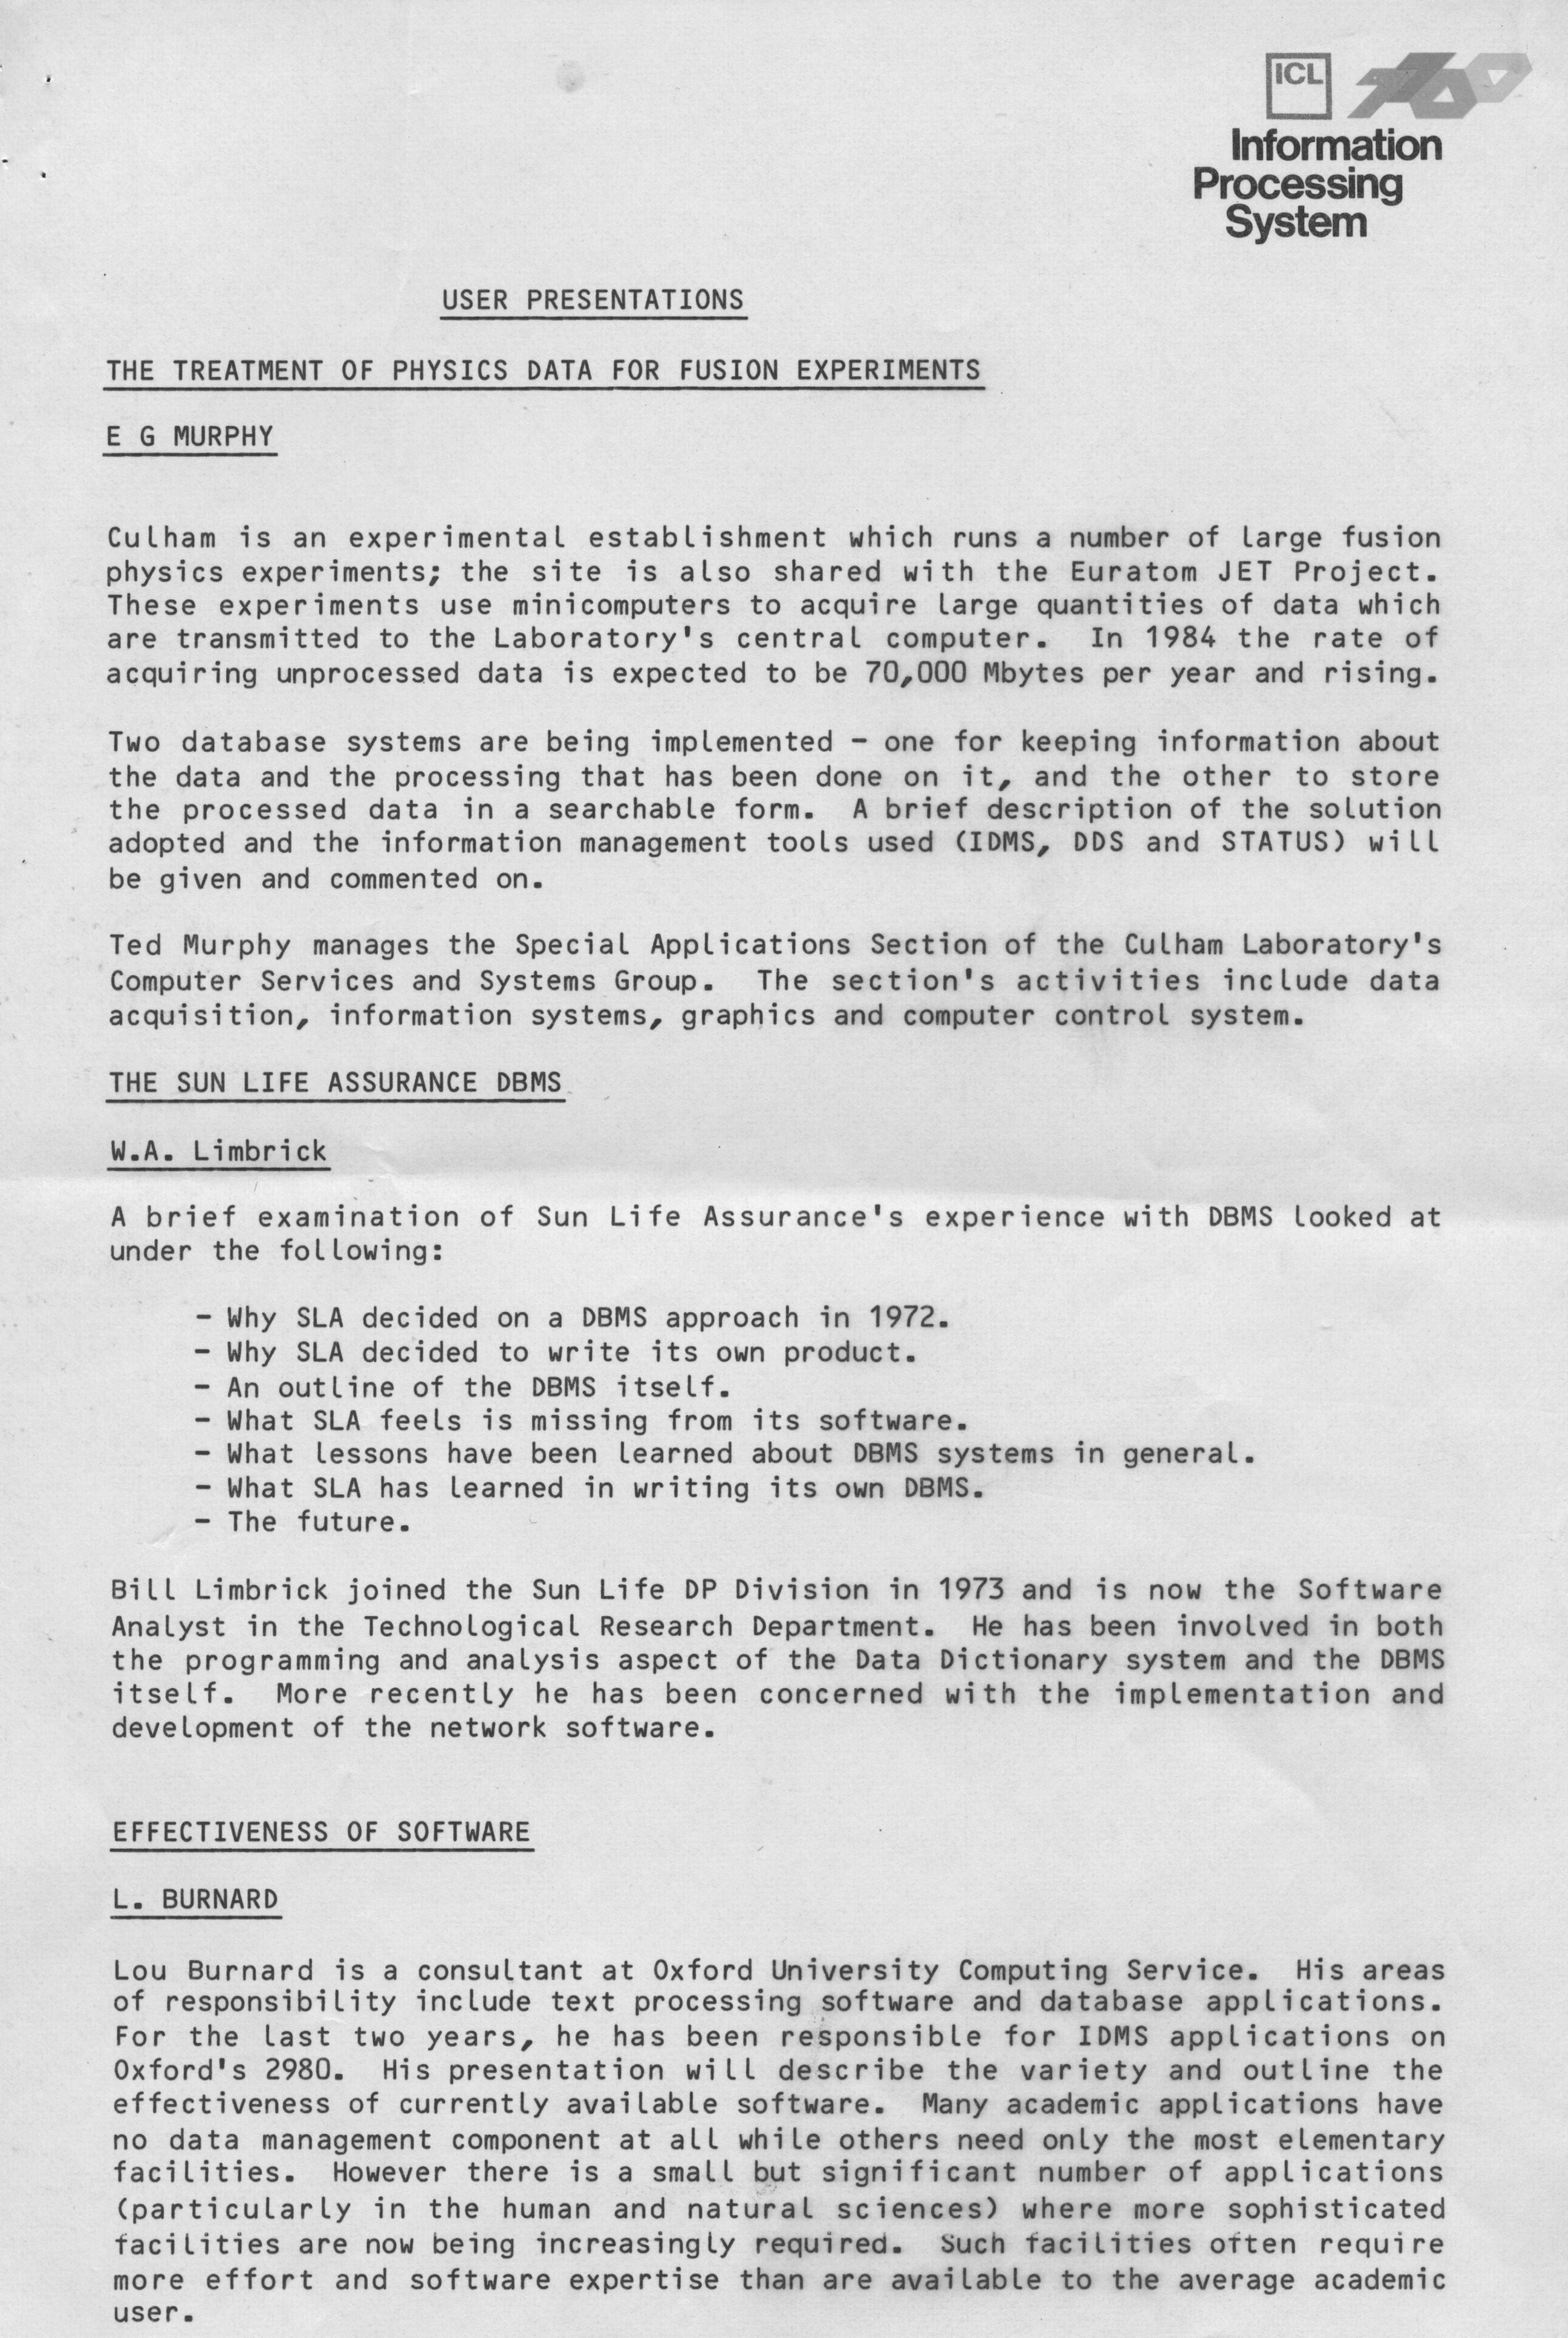 ICL
Information
Processing
System
USER PRESENTATIONS
THE TREATMENT OF PHYSICS DATA FOR FUSION EXPERIMENTS
E G MURPHY
Culham is an experimental establishment which runs a number of large fusion
physics experiments; the site is also shared with the Euratom JET Project.
These experiments use minicomputers to acquire large quantities of data which
are transmitted to the Laboratory's central computer. In 1984 the rate of
acquiring unprocessed data is expected to be 70,000 Mbytes per year and rising.
Two database systems are being implemented - one for keeping information about
the data and the processing that has been done on it, and the other to store
the processed data in a searchable form. A brief description of the solution
adopted and the information management tools used (IDMS, DDS and STATUS) will
be given and commented on.
Ted Murphy manages the Special Applications Section of the Culham Laboratory's
Computer Services and Systems Group. The section's activities include data
acquisition, information systems, graphics and computer control system.
THE SUN LIFE ASSURANCE DBMS
W.A. Limbrick
A brief examination of Sun Life Assurance's experience with DBMS looked at
under the following:
- Why SLA decided on a DBMS approach in 1972.
- Why SLA decided to write its own product.
- An outline of the DBMS itself.
- What SLA feels is missing from its software.
- What lessons have been learned about DBMS systems in general.
- What SLA has learned in writing its own DBMS.
- The future.
Bill Limbrick joined the Sun Life DP Division in 1973 and is now the Software
Analyst in the Technological Research Department. He has been involved in both
the programming and analysis aspect of the Data Dictionary system and the DBMS
itself. More recently he has been concerned with the implementation and
development of the network software.
EFFECTIVENESS OF SOFTWARE
L. BURNARD
Lou Burnard is a consultant at Oxford University Computing Service. His areas
of responsibility include text processing software and database applications.
For the last two years, he has been responsible for IDMS applications on
Oxford's 2980. His presentation will describe the variety and outline the
effectiveness of currently available software. Many academic applications have
no data management component at all while others need only the most elementary
facilities. However there is a small but significant number of applications
(particularly in the human and natural sciences) where more sophisticated
facilities are now being increasingly required. Such facilities often require
more effort and software expertise than are available to the average academic
user.